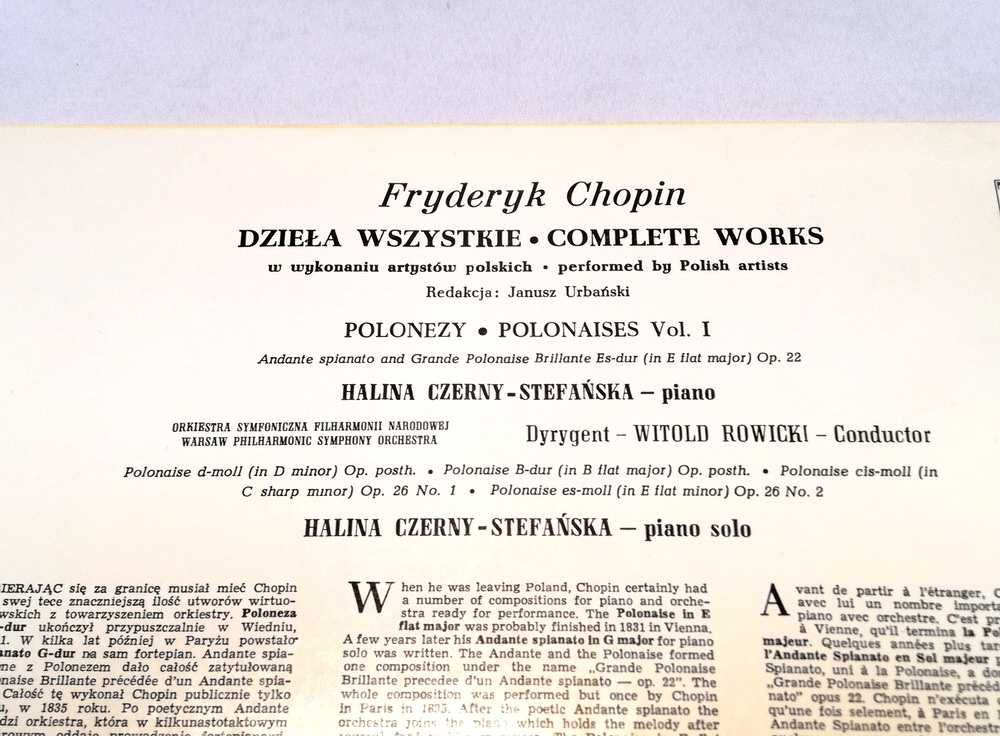 Fryderyk Chopin
DZIEŁA WSZYSTKIE • COMPLETE WORKS
w wykonaniu artystów polskich • performed by Polish artists
Redakcja: Janusz Urbański
POLONEZY • POLONAISES Vol. I
Andante spianato and Grande Polonaise Brillante Es-dur (in E flat major) Op. 22
HALINA CZERNY-STEFAŃSKA — piano
ORKIESTRA SYMFONICZNA FILHARMONII NARODOWEJ
WARSAW PHILHARMONIC SYMPHONY ORCHESTRA
Dyrygent – WITOLD ROWICKI – Conductor
Polonaise d-moll (in D minor) Op. posth. • Polonaise B-dur (in B flat major) Op. posth. • Polonaise cis-moll (in
C sharp minor) Op. 26 No. 1 • Polonaise es-moll (in E flat minor) Op. 26 No. 2
HALINA CZERNY-STEFAŃSKA — piano solo
IERAJĄC się za granicę musiał mieć Chopin
swej tece znaczniejszą ilość utworów wirtuo-
wskich z towarzyszeniem orkiestry. Poloneza
-dur ukończył przypuszczalnie w Wiedniu,
1. W kilka lat później w Paryżu powstało
anato G-dur na sam fortepian. Andante spia-
ne z Polonezem dało całość zatytułowaną
naise Brillante précédée d'un Andante spia-
Całość tę wykonał Chopin publicznie tylko
u, w 1835 roku. Po poetycznym Andante
dzi orkiestra, która w kilkunastotaktowym
When he was leaving Poland, Chopin certainly had
a number of compositions for piano and orche-
stra ready for performance. The Polonaise in E
flat major was probably finished in 1831 in Vienna.
A few years later his Andante spianato in G major for piano
solo was written. The Andante and the Polonaise formed
one composition under the name „Grande Polonaise
Brillante precedee d'un Andante spianato — op. 22". The
whole composition was performed but once by Chopin
in Paris in 1835. After the poetic Andante spianato the
orchestra joins the piano which holds the melody after
Avant de partir à l'étranger, C
avec lui un nombre importa
piano avec orchestre. C'est pr
à Vienne, qu'il termina la Po
majeur. Quelques années plus tar
l'Andante Spianato en Sol majeur p
Spianato, uni à la Polonaise, a do
„Grande Polonaise Brillante précéd
nato" opus 22. Chopin n'exécuta c
qu'une fois selement, à Paris en 1
Andante Spianato entre l'orchestr